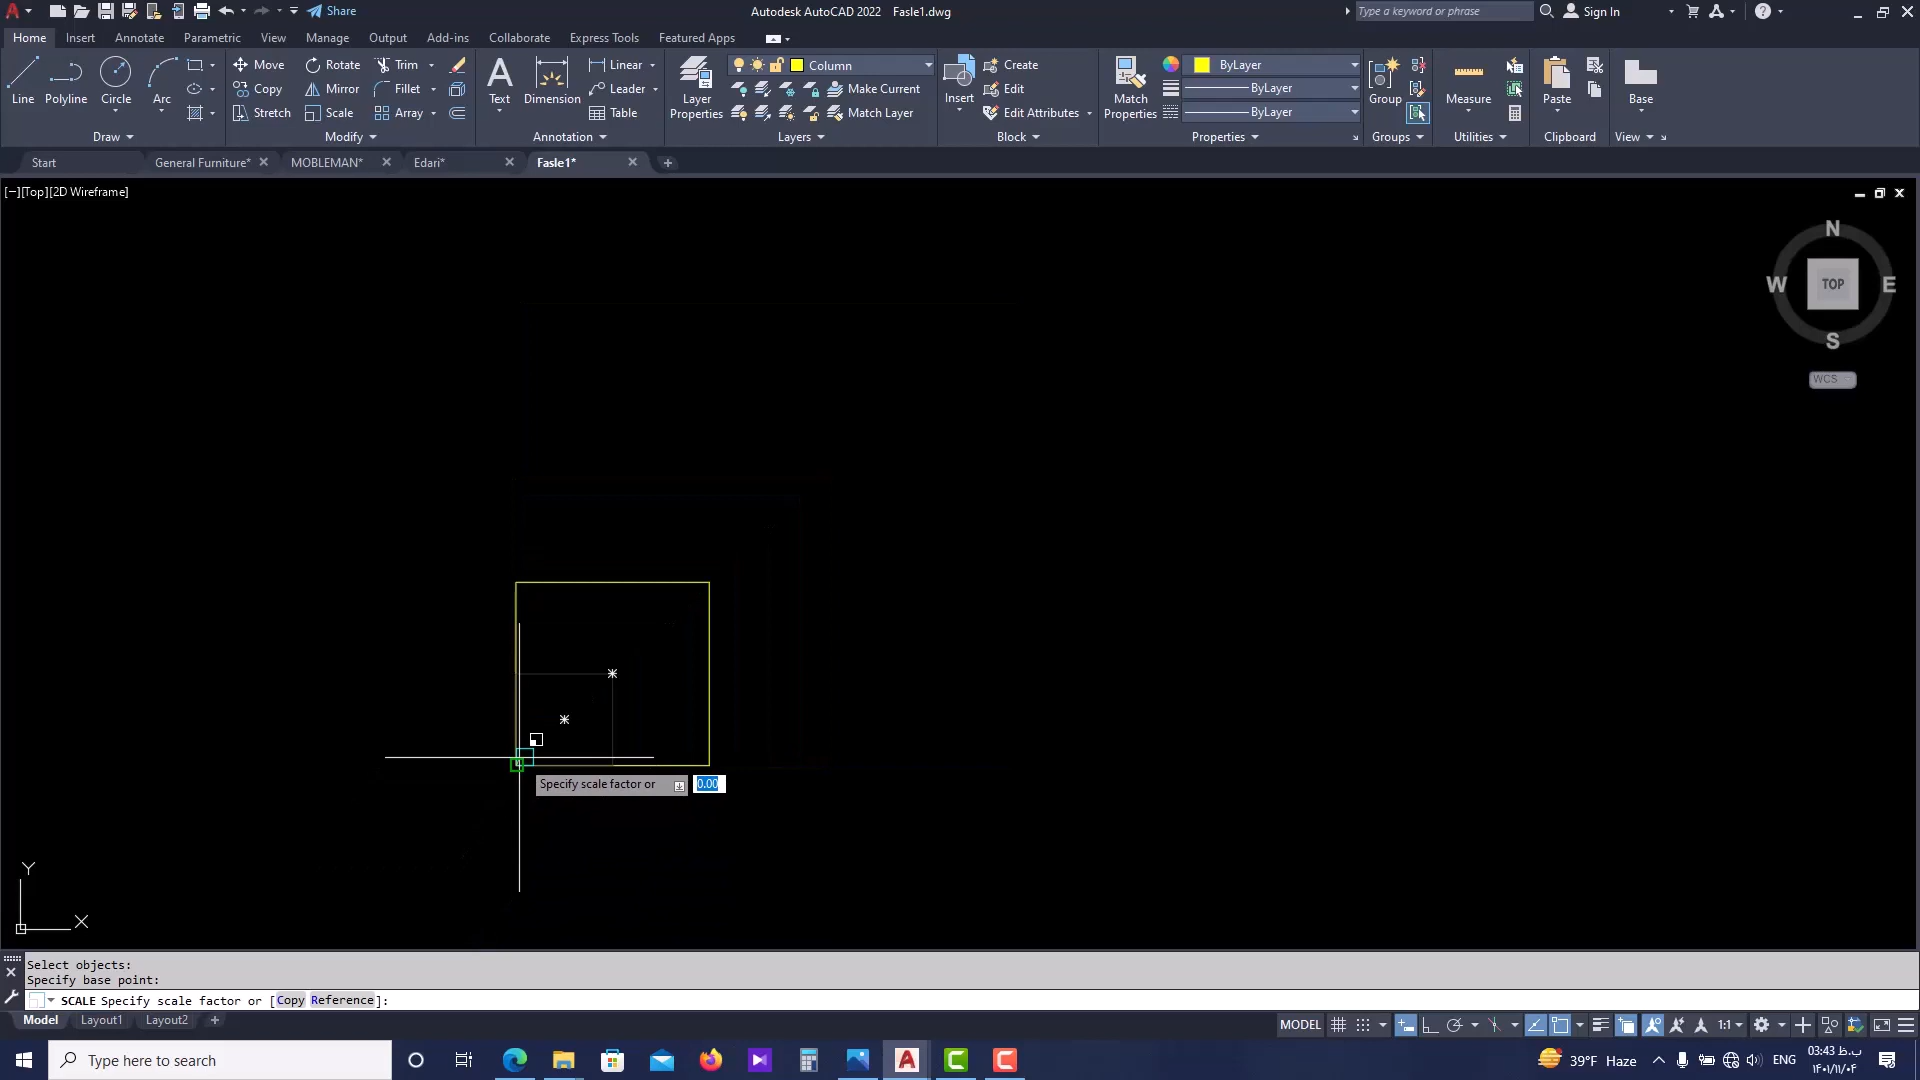 Share
Autodesk AutoCAD 2022 Fasle1.dwg
Type a keyword or phrase
Sign In
Home Insert Annotate Parametric View Manage Output Add-ins Collaborate Express Tools Featured Apps
Line
Polyline
Circle
Arc
Move
Rotate
Trim
Copy
Mirror
Fillet
Stretch
Scale
Array
Text
Dimension
Linear
Leader
Table
Layer
Properties
Column
Make Current
Match Layer
Insert
Create
Edit
Edit Attributes
Match
Properties
ByLayer
ByLayer
ByLayer
Group
Measure
Paste
Base
Draw
Modify
Annotation
Layers
Block
Properties
Groups
Utilities
Clipboard
View
Start
General Furniture*
MOBLEMAN*
Edari*
Fasle1*
[−][Top][2D Wireframe]
N
W TOP E
S
WCS
Specify scale factor or 0.00
Y
X
Select objects:
Specify base point:
SCALE Specify scale factor or [Copy Reference]:
Model Layout1 Layout2
MODEL
1:1
Type here to search
39°F Haze
ENG
03:43 ب.ظ
۱۴۰۱/۱۱/۰۴